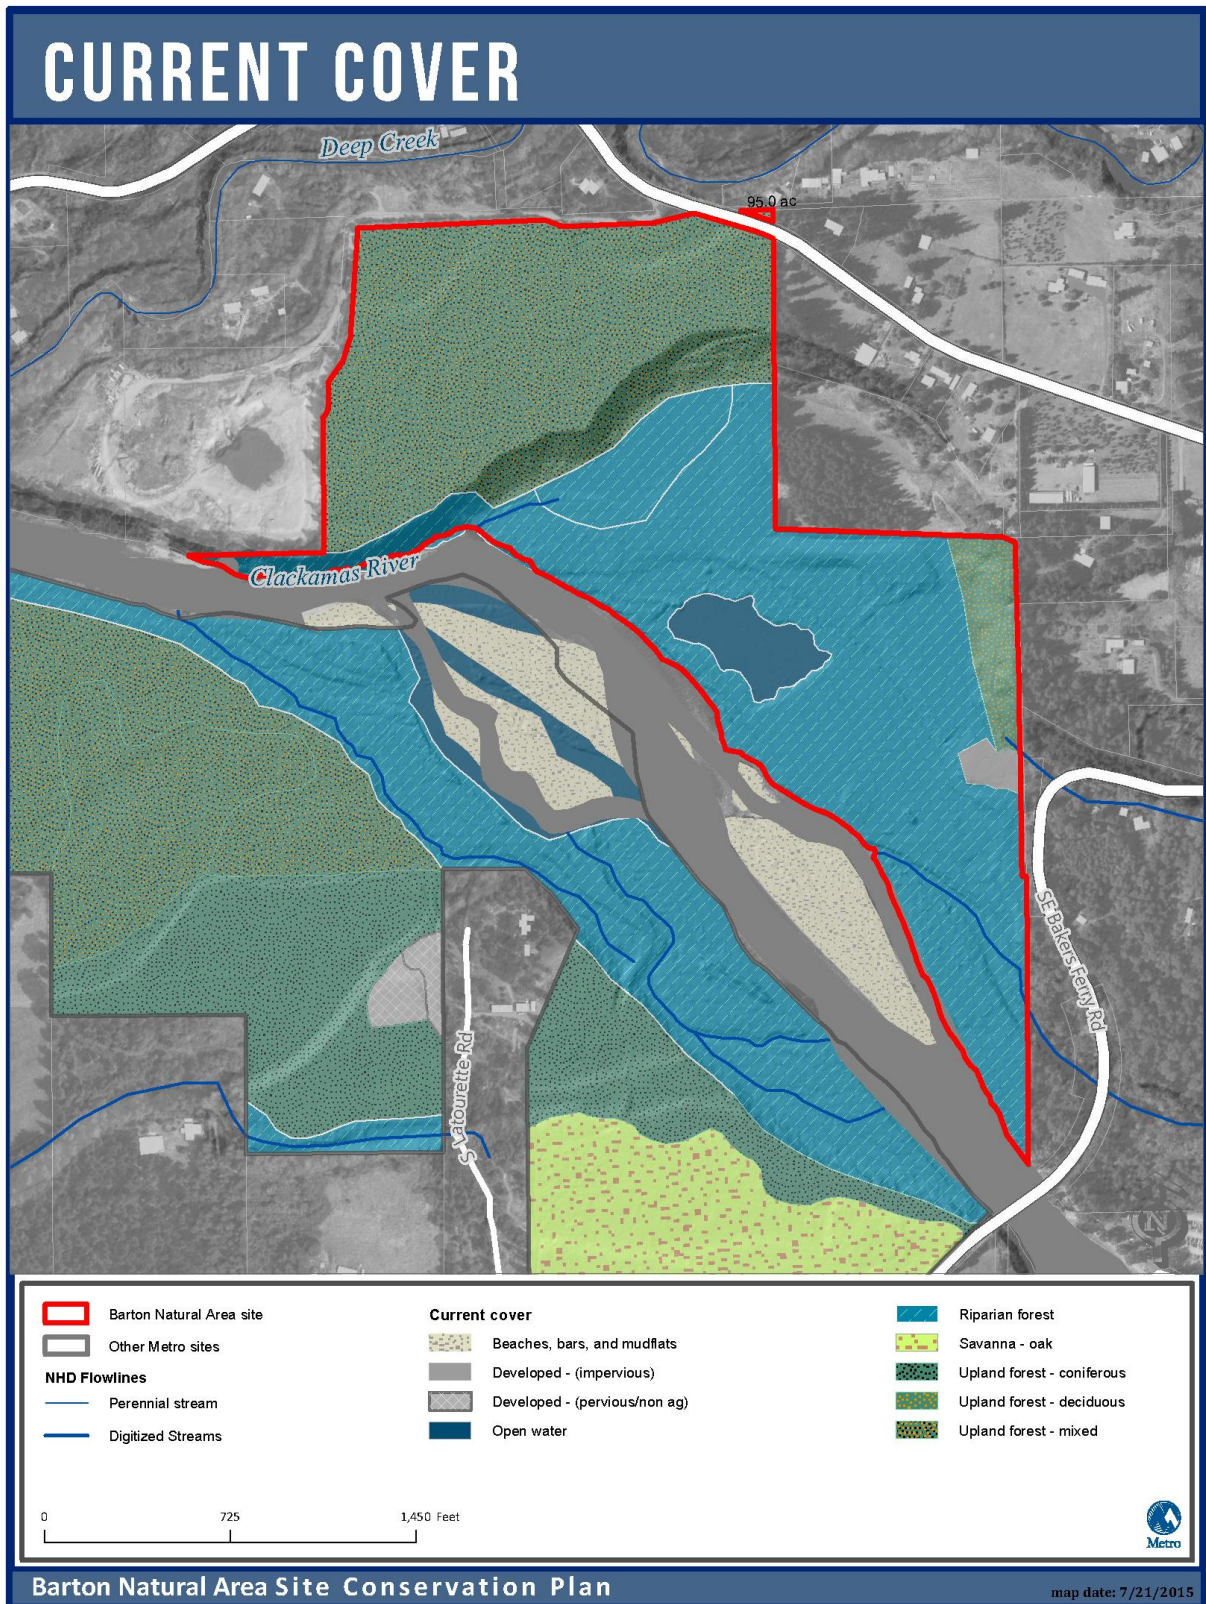 CURRENT COVER
Deep Creek
95.0 ac
Clackamas River
SE Bakers Ferry Rd
S Latourette Rd
N
Barton Natural Area site
Other Metro sites
NHD Flowlines
Perennial stream
Digitized Streams
Current cover
Beaches, bars, and mudflats
Developed - (impervious)
Developed - (pervious/non ag)
Open water
Riparian forest
Savanna - oak
Upland forest - coniferous
Upland forest - deciduous
Upland forest - mixed
0 725 1,450 Feet
Metro
Barton Natural Area Site Conservation Plan
map date: 7/21/2015